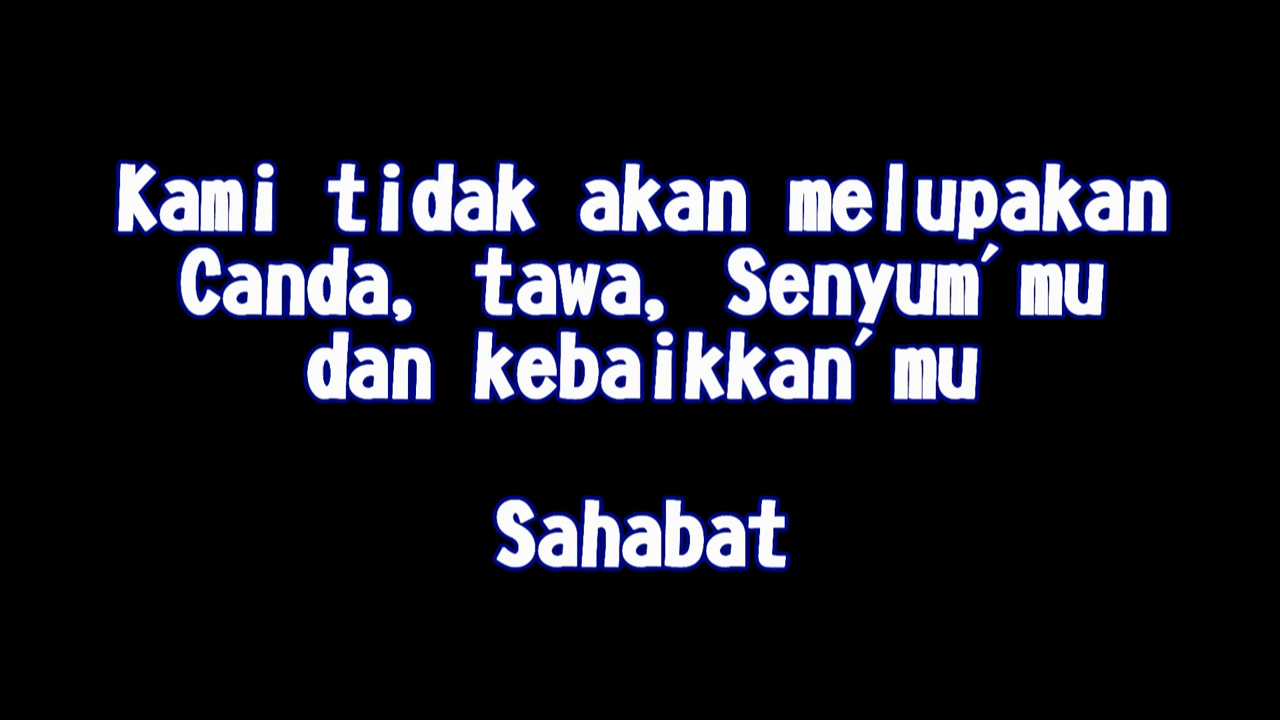 Kami tidak akan melupakan
Canda, tawa, Senyum'mu
dan kebaikkan'mu
Sahabat